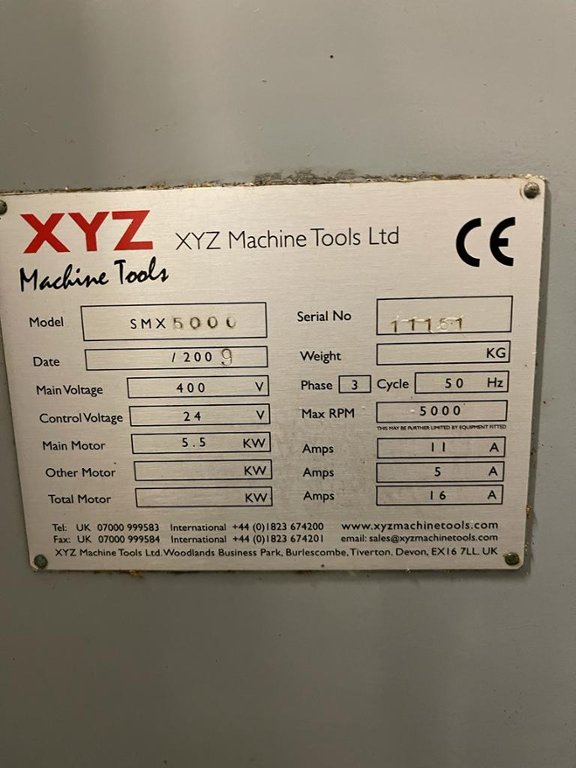 XYZ XYZ Machine Tools Ltd CE
Machine Tools
Model SMX 5000 Serial No 11151
Date / 2009 Weight KG
Main Voltage 400 V Phase 3 Cycle 50 Hz
Control Voltage 24 V Max RPM 5000
THIS MAY BE FURTHER LIMITED BY EQUIPMENT FITTED
Main Motor 5.5 KW Amps 11 A
Other Motor KW Amps 5 A
Total Motor KW Amps 16 A
Tel: UK 07000 999583 International +44 (0)1823 674200 www.xyzmachinetools.com
Fax: UK 07000 999584 International +44 (0)1823 674201 email: sales@xyzmachinetools.com
XYZ Machine Tools Ltd. Woodlands Business Park, Burlescombe, Tiverton, Devon, EX16 7LL. UK